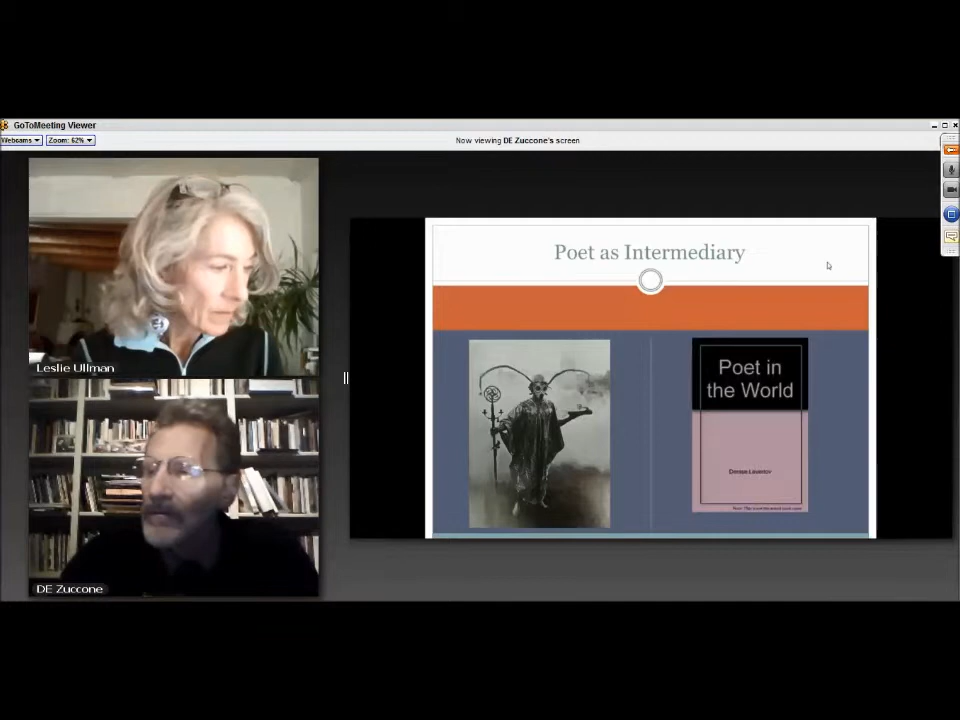 GoToMeeting Viewer
Webcams
Zoom: 62%
Now viewing DE Zuccone's screen
Leslie Ullman
DE Zuccone
Poet as Intermediary
Poet in
the World
Denise Levertov